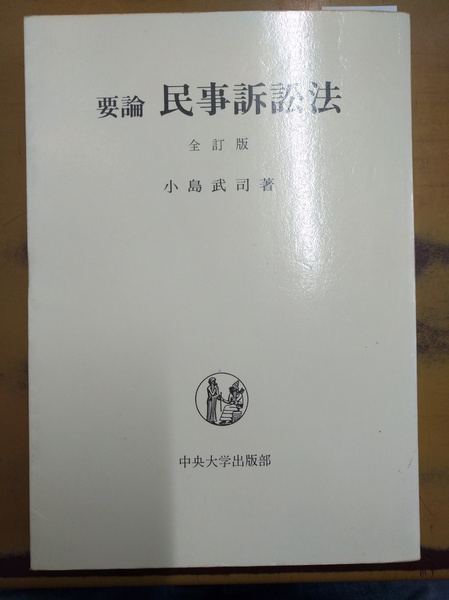 要論 民事訴訟法
全訂版
小島武司著
中央大学出版部